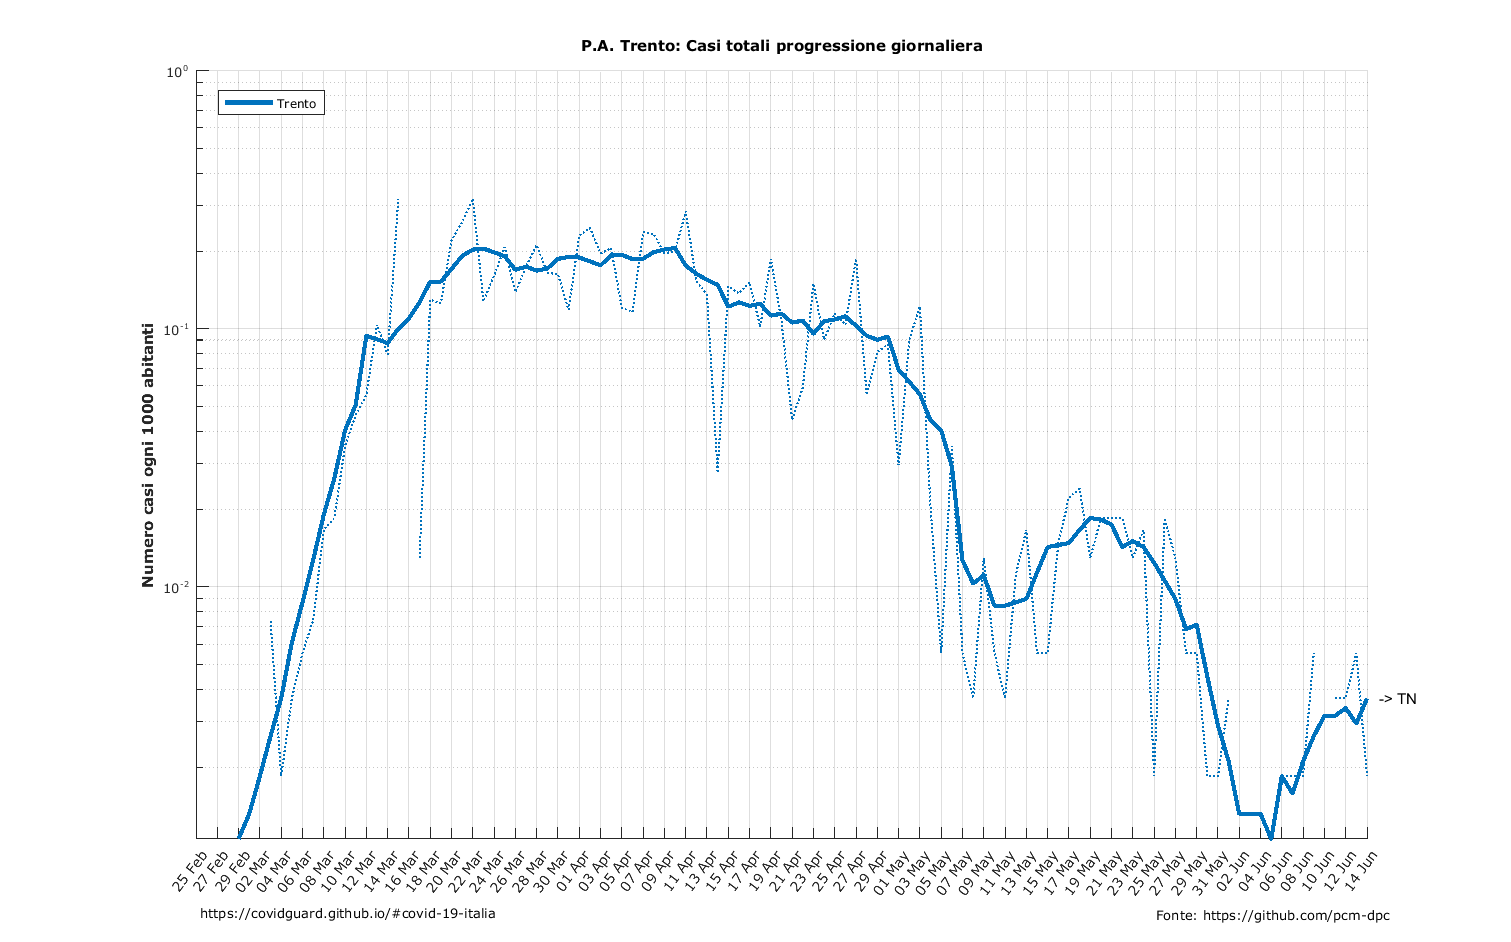 P.A. Trento: Casi totali progressione giornaliera
10^0
Trento
10^-1
Numero casi ogni 1000 abitanti
10^-2
-> TN
25 Feb
27 Feb
29 Feb
02 Mar
04 Mar
06 Mar
08 Mar
10 Mar
12 Mar
14 Mar
16 Mar
18 Mar
20 Mar
22 Mar
24 Mar
26 Mar
28 Mar
30 Mar
01 Apr
03 Apr
05 Apr
07 Apr
09 Apr
11 Apr
13 Apr
15 Apr
17 Apr
19 Apr
21 Apr
23 Apr
25 Apr
27 Apr
29 Apr
01 May
03 May
05 May
07 May
09 May
11 May
13 May
15 May
17 May
19 May
21 May
23 May
25 May
27 May
29 May
31 May
02 Jun
04 Jun
06 Jun
08 Jun
10 Jun
12 Jun
14 Jun
https://covidguard.github.io/#covid-19-italia
Fonte: https://github.com/pcm-dpc